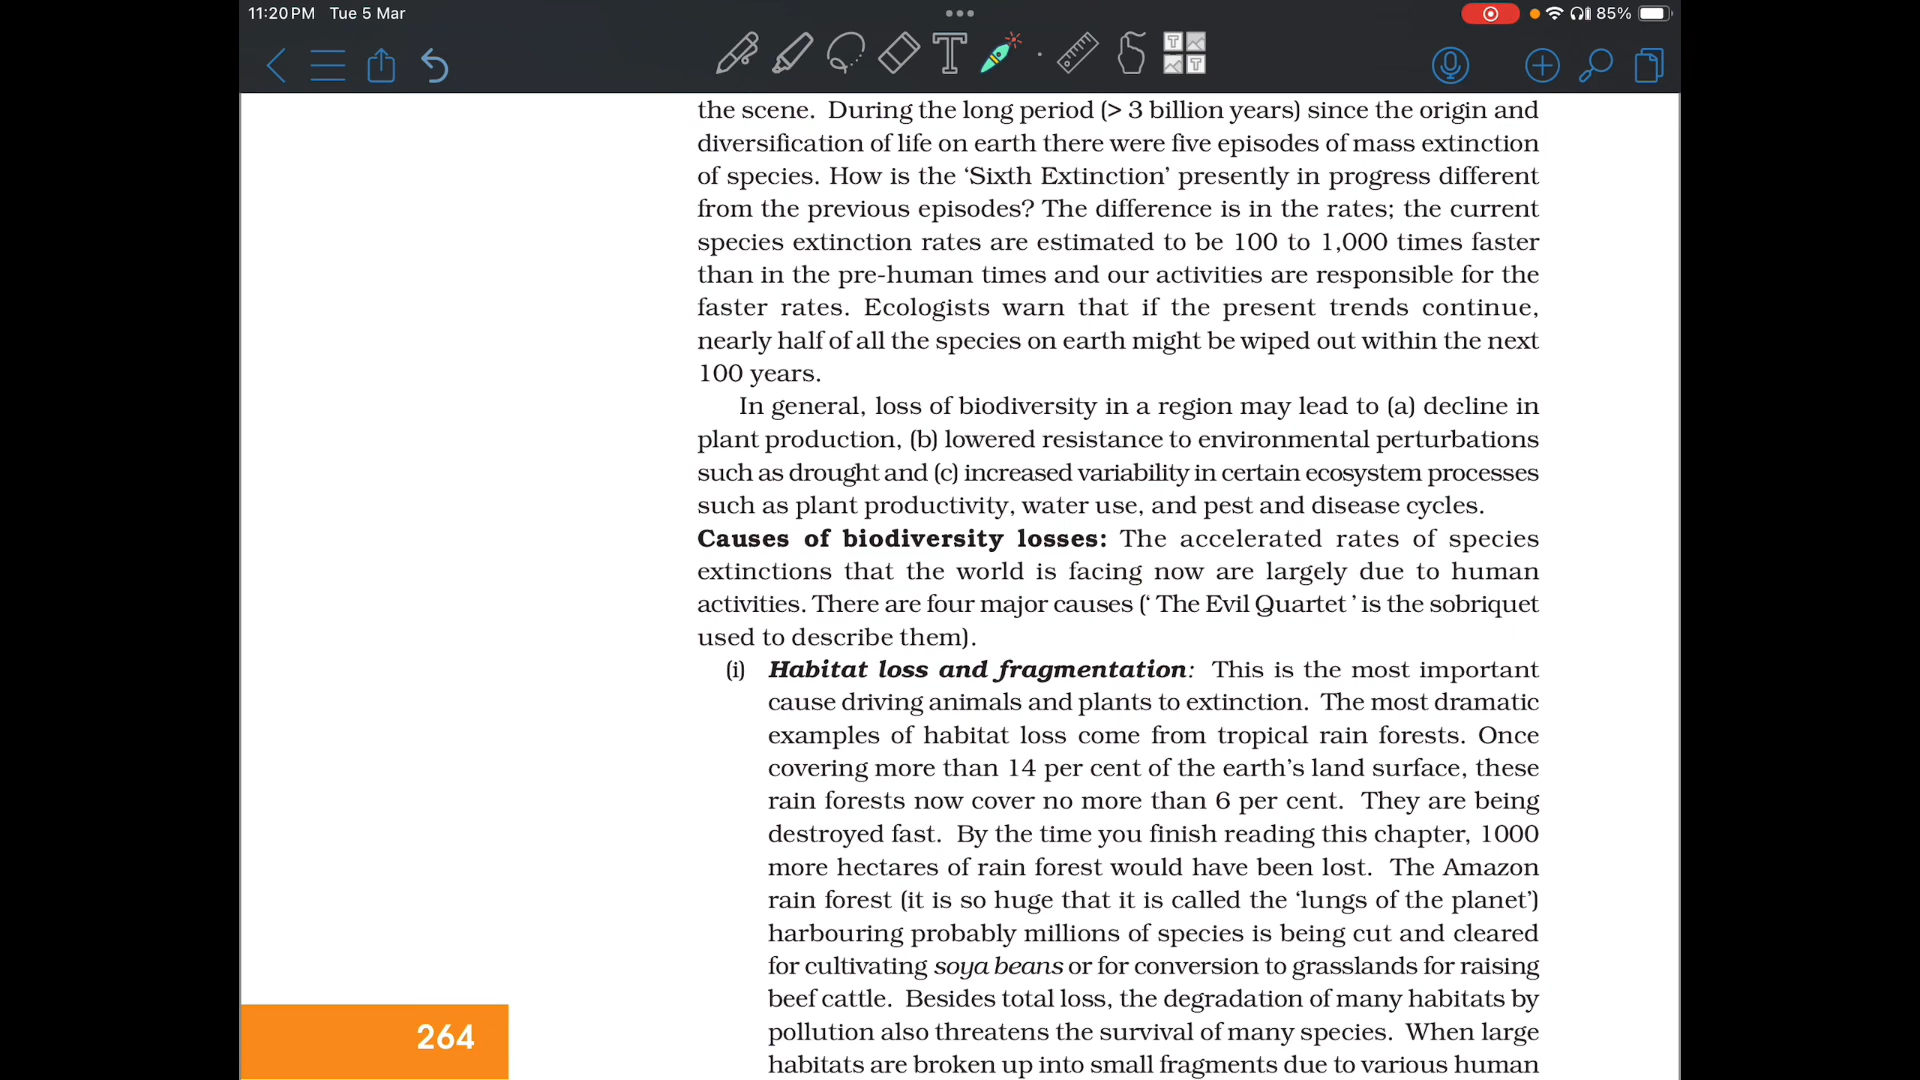 11:20 PM Tue 5 Mar
85%
the scene. During the long period (> 3 billion years) since the origin and
diversification of life on earth there were five episodes of mass extinction
of species. How is the ‘Sixth Extinction’ presently in progress different
from the previous episodes? The difference is in the rates; the current
species extinction rates are estimated to be 100 to 1,000 times faster
than in the pre-human times and our activities are responsible for the
faster rates. Ecologists warn that if the present trends continue,
nearly half of all the species on earth might be wiped out within the next
100 years.
In general, loss of biodiversity in a region may lead to (a) decline in
plant production, (b) lowered resistance to environmental perturbations
such as drought and (c) increased variability in certain ecosystem processes
such as plant productivity, water use, and pest and disease cycles.
Causes of biodiversity losses: The accelerated rates of species
extinctions that the world is facing now are largely due to human
activities. There are four major causes (‘ The Evil Quartet ’ is the sobriquet
used to describe them).
(i) Habitat loss and fragmentation: This is the most important
cause driving animals and plants to extinction. The most dramatic
examples of habitat loss come from tropical rain forests. Once
covering more than 14 per cent of the earth’s land surface, these
rain forests now cover no more than 6 per cent. They are being
destroyed fast. By the time you finish reading this chapter, 1000
more hectares of rain forest would have been lost. The Amazon
rain forest (it is so huge that it is called the ‘lungs of the planet’)
harbouring probably millions of species is being cut and cleared
for cultivating soya beans or for conversion to grasslands for raising
beef cattle. Besides total loss, the degradation of many habitats by
pollution also threatens the survival of many species. When large
habitats are broken up into small fragments due to various human
264